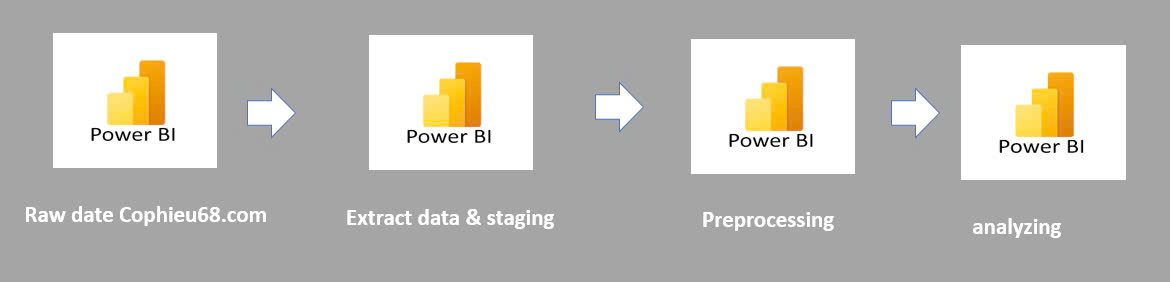 Power BI
Power BI
Power BI
Power BI
Raw date Cophieu68.com
Extract data & staging
Preprocessing
analyzing